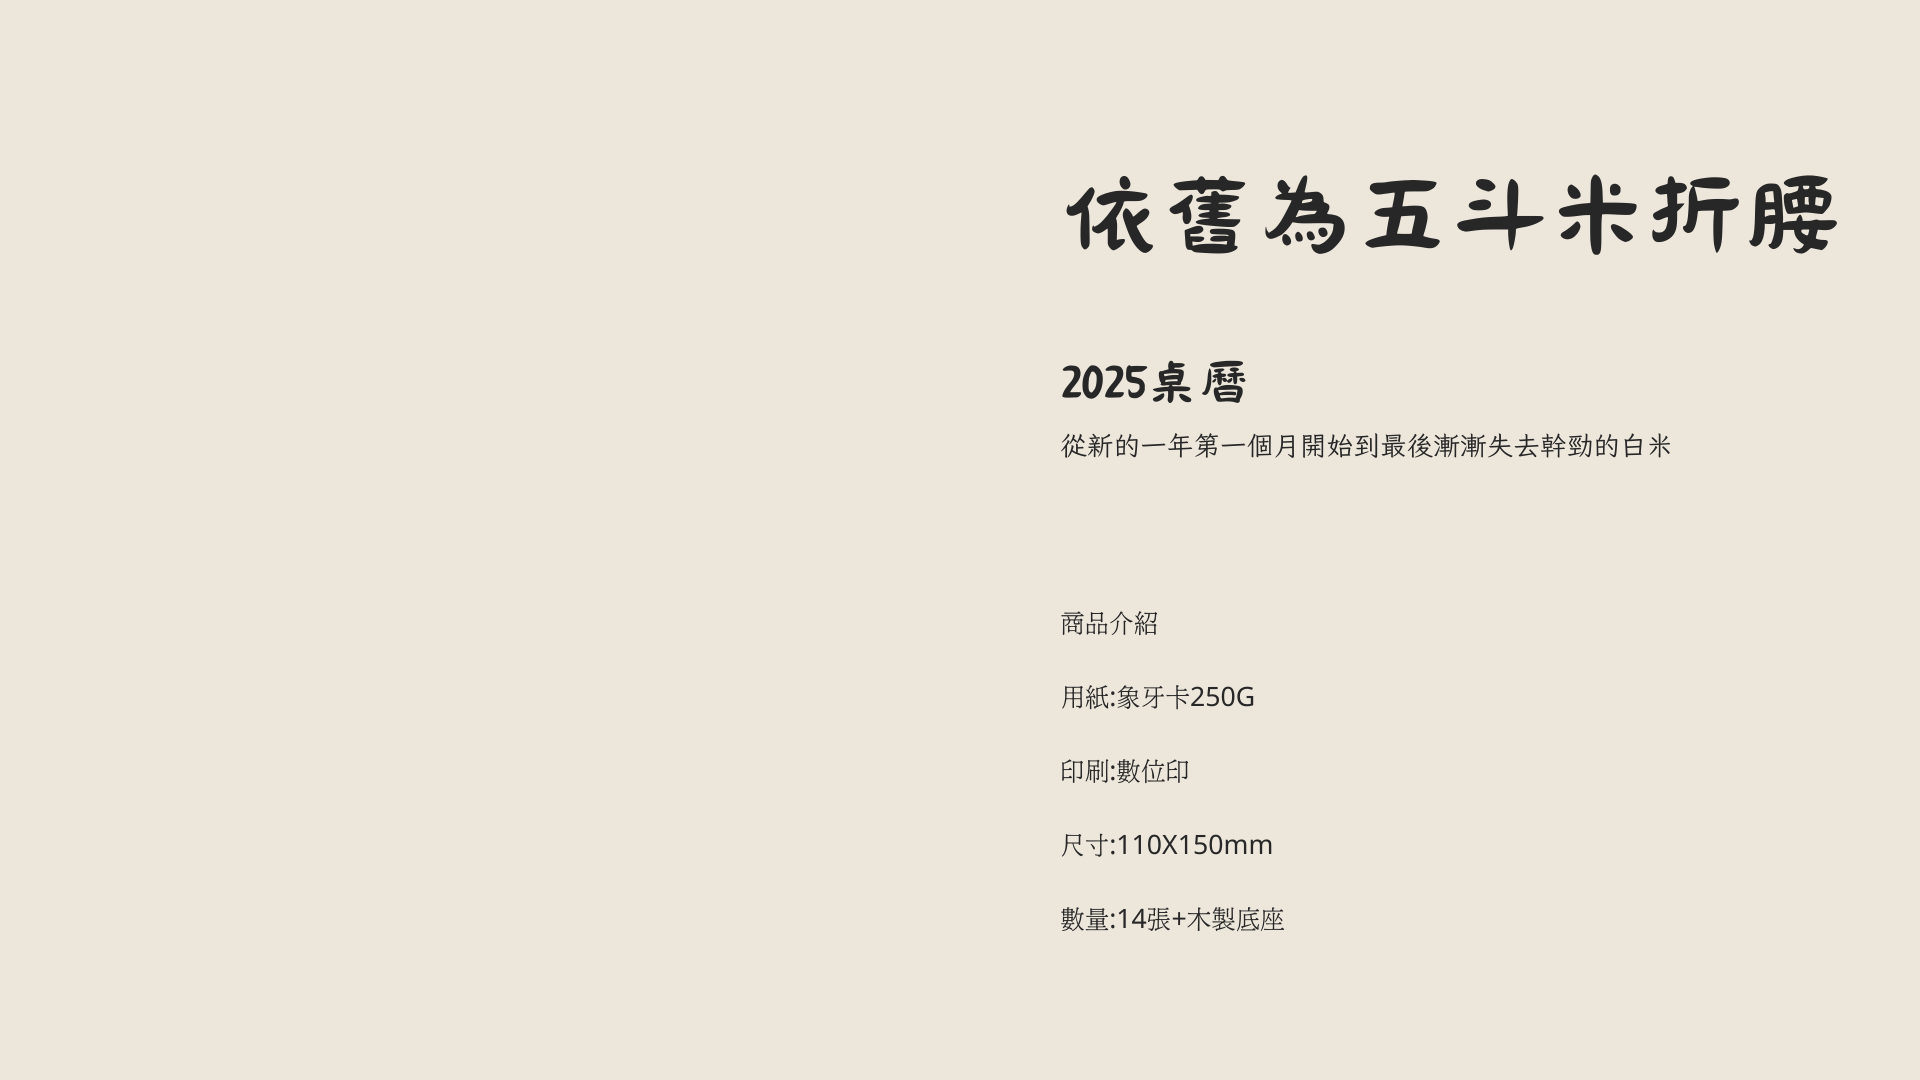 依舊為五斗米折腰
2025桌曆
從新的一年第一個月開始到最後漸漸失去幹勁的白米
商品介紹
用紙:象牙卡250G
印刷:數位印
尺寸:110X150mm
數量:14張+木製底座